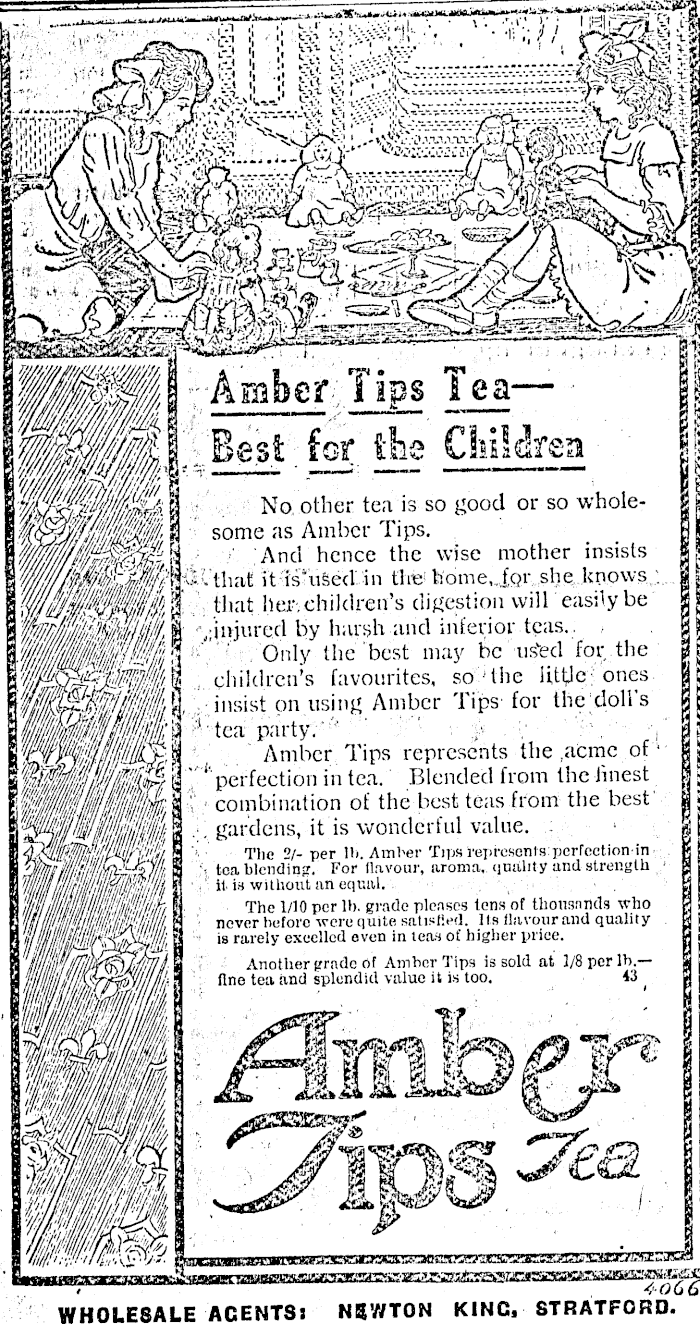 Amber Tips Tea—
Best for the Children
No other tea is so good or so whole-
some as Amber Tips.
And hence the wise mother insists
that it is used in the home, for she knows
that her children's digestion will easily be
injured by harsh and inferior teas.
Only the best may be used for the
children's favourites, so the little ones
insist on using Amber Tips for the doll's
tea party.
Amber Tips represents the acme of
perfection in tea. Blended from the finest
combination of the best teas from the best
gardens, it is wonderful value.
The 2/- per lb. Amber Tips represents perfection in
tea blending. For flavour, aroma, quality and strength
it is without an equal.
The 1/10 per lb. grade pleases tens of thousands who
never before were quite satisfied. Its flavour and quality
is rarely excelled even in teas of higher price.
Another grade of Amber Tips is sold at 1/8 per lb.—
fine tea and splendid value it is too. 43
Amber
Tips Tea
4066
WHOLESALE AGENTS: NEWTON KING, STRATFORD.